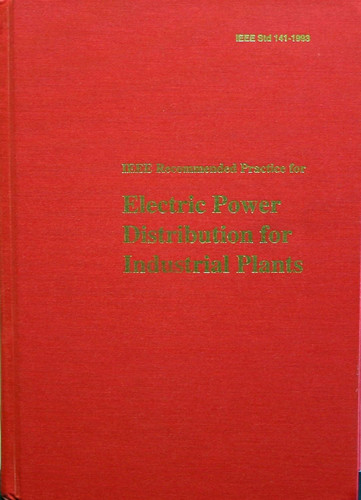 IEEE Std 141-1993
IEEE Recommended Practice for
Electric Power
Distribution for
Industrial Plants